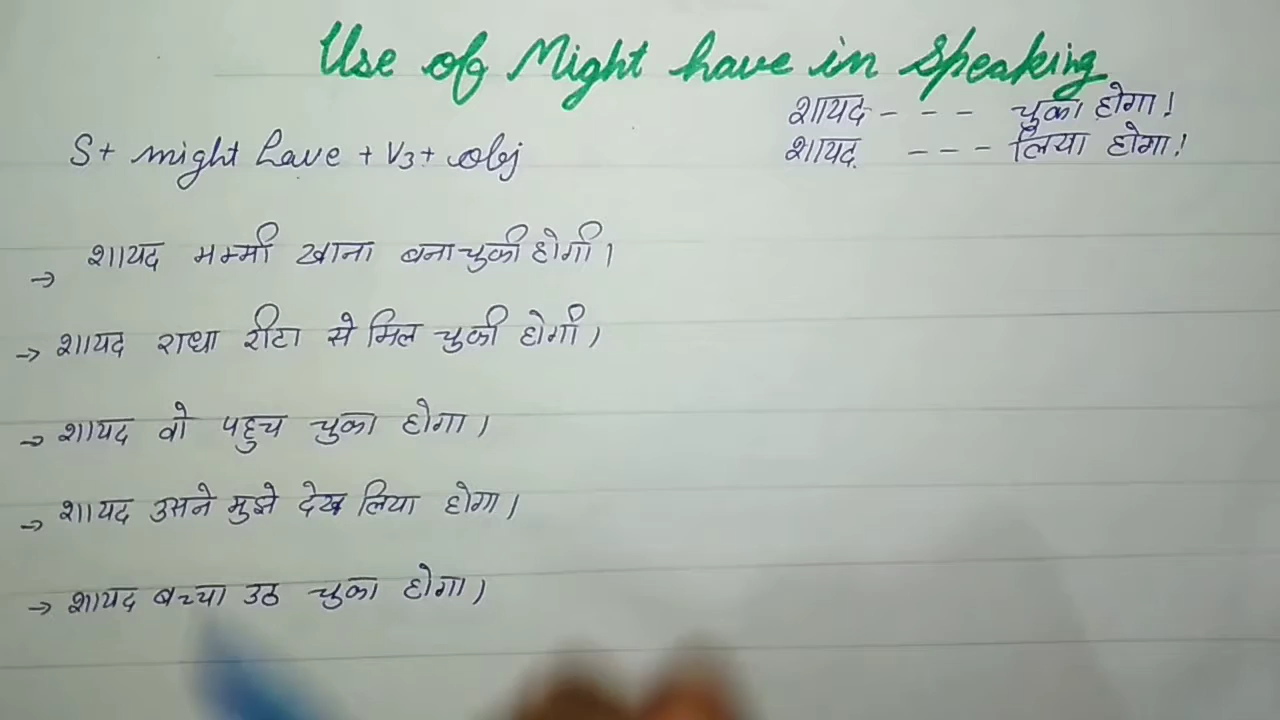 Use of Might have in Speaking
शायद - - - चुका होगा!
S+ might have + V3 + obj
शायद - - - लिया होगा!
→ शायद मम्मी खाना बना चुकी होगी।
→ शायद राधा रीटा से मिल चुकी होगी।
→ शायद वो पहुच चुका होगा।
→ शायद उसने मुझे देख लिया होगा।
→ शायद बच्चा उठ चुका होगा।